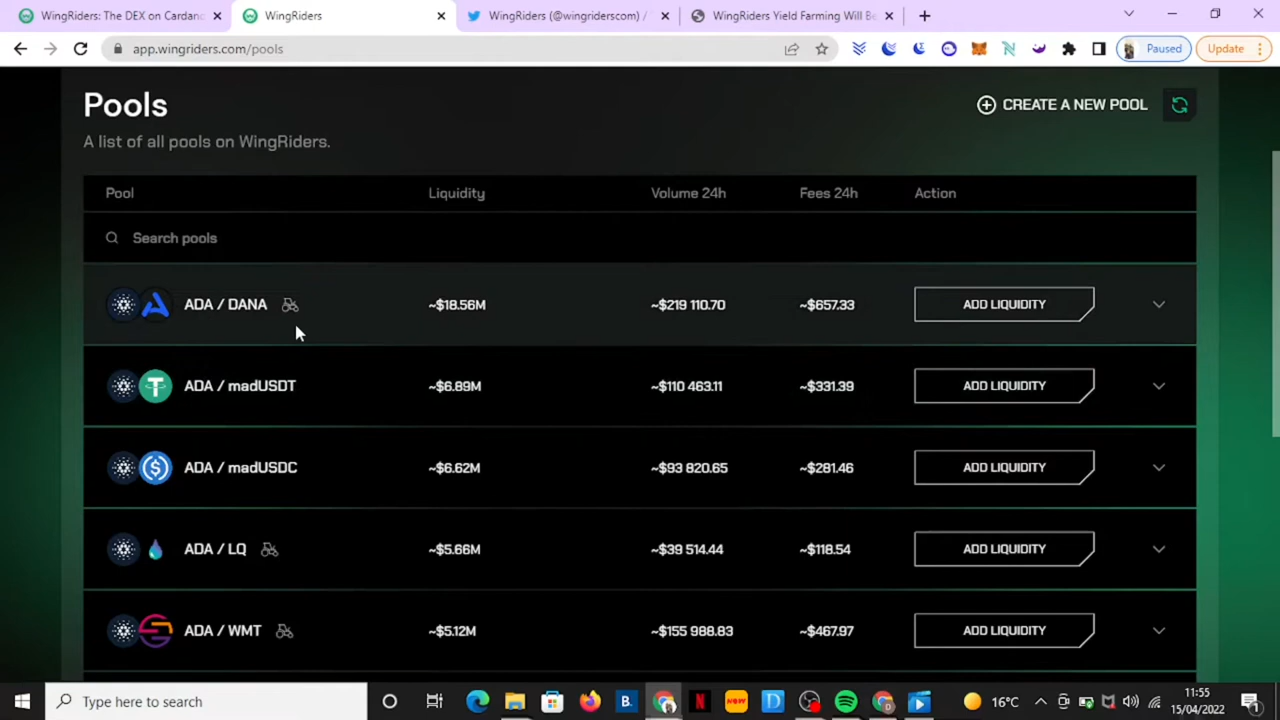 WingRiders: The DEX on Cardanc
WingRiders
WingRiders (@wingriderscom) /
WingRiders Yield Farming Will Be
app.wingriders.com/pools
Paused
Update
Pools
CREATE A NEW POOL
A list of all pools on WingRiders.
Pool Liquidity Volume 24h Fees 24h Action
Search pools
ADA / DANA ~$18.56M ~$219 110.70 ~$657.33 ADD LIQUIDITY
ADA / madUSDT ~$6.89M ~$110 463.11 ~$331.39 ADD LIQUIDITY
ADA / madUSDC ~$6.62M ~$93 820.65 ~$281.46 ADD LIQUIDITY
ADA / LQ ~$5.66M ~$39 514.44 ~$118.54 ADD LIQUIDITY
ADA / WMT ~$5.12M ~$155 988.83 ~$467.97 ADD LIQUIDITY
Type here to search
B.
N
NOW
D
16°C
11:55
15/04/2022
1